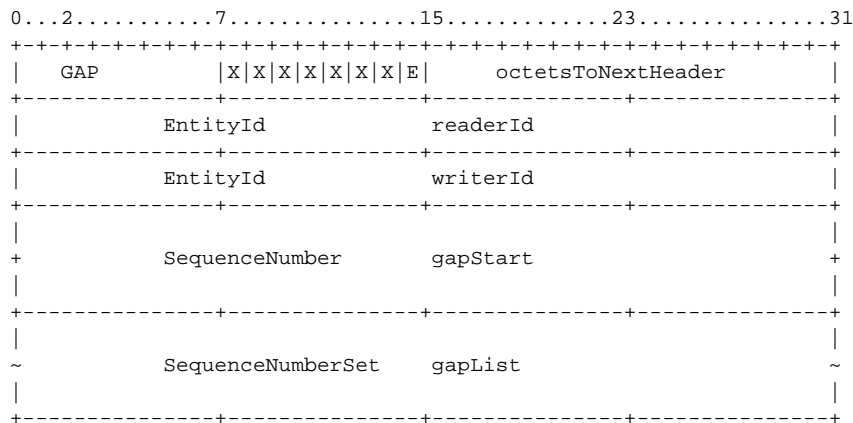 0...2...........7...............15.............23...............31
+-+-+-+-+-+-+-+-+-+-+-+-+-+-+-+-+-+-+-+-+-+-+-+-+-+-+-+-+-+-+-+-+
| GAP |X|X|X|X|X|X|X|E| octetsToNextHeader |
+---------------+---------------+---------------+---------------+
| EntityId readerId |
+---------------+---------------+---------------+---------------+
| EntityId writerId |
+---------------+---------------+---------------+---------------+
| |
+ SequenceNumber gapStart +
| |
+---------------+---------------+---------------+---------------+
| |
~ SequenceNumberSet gapList ~
| |
+---------------+---------------+---------------+---------------+